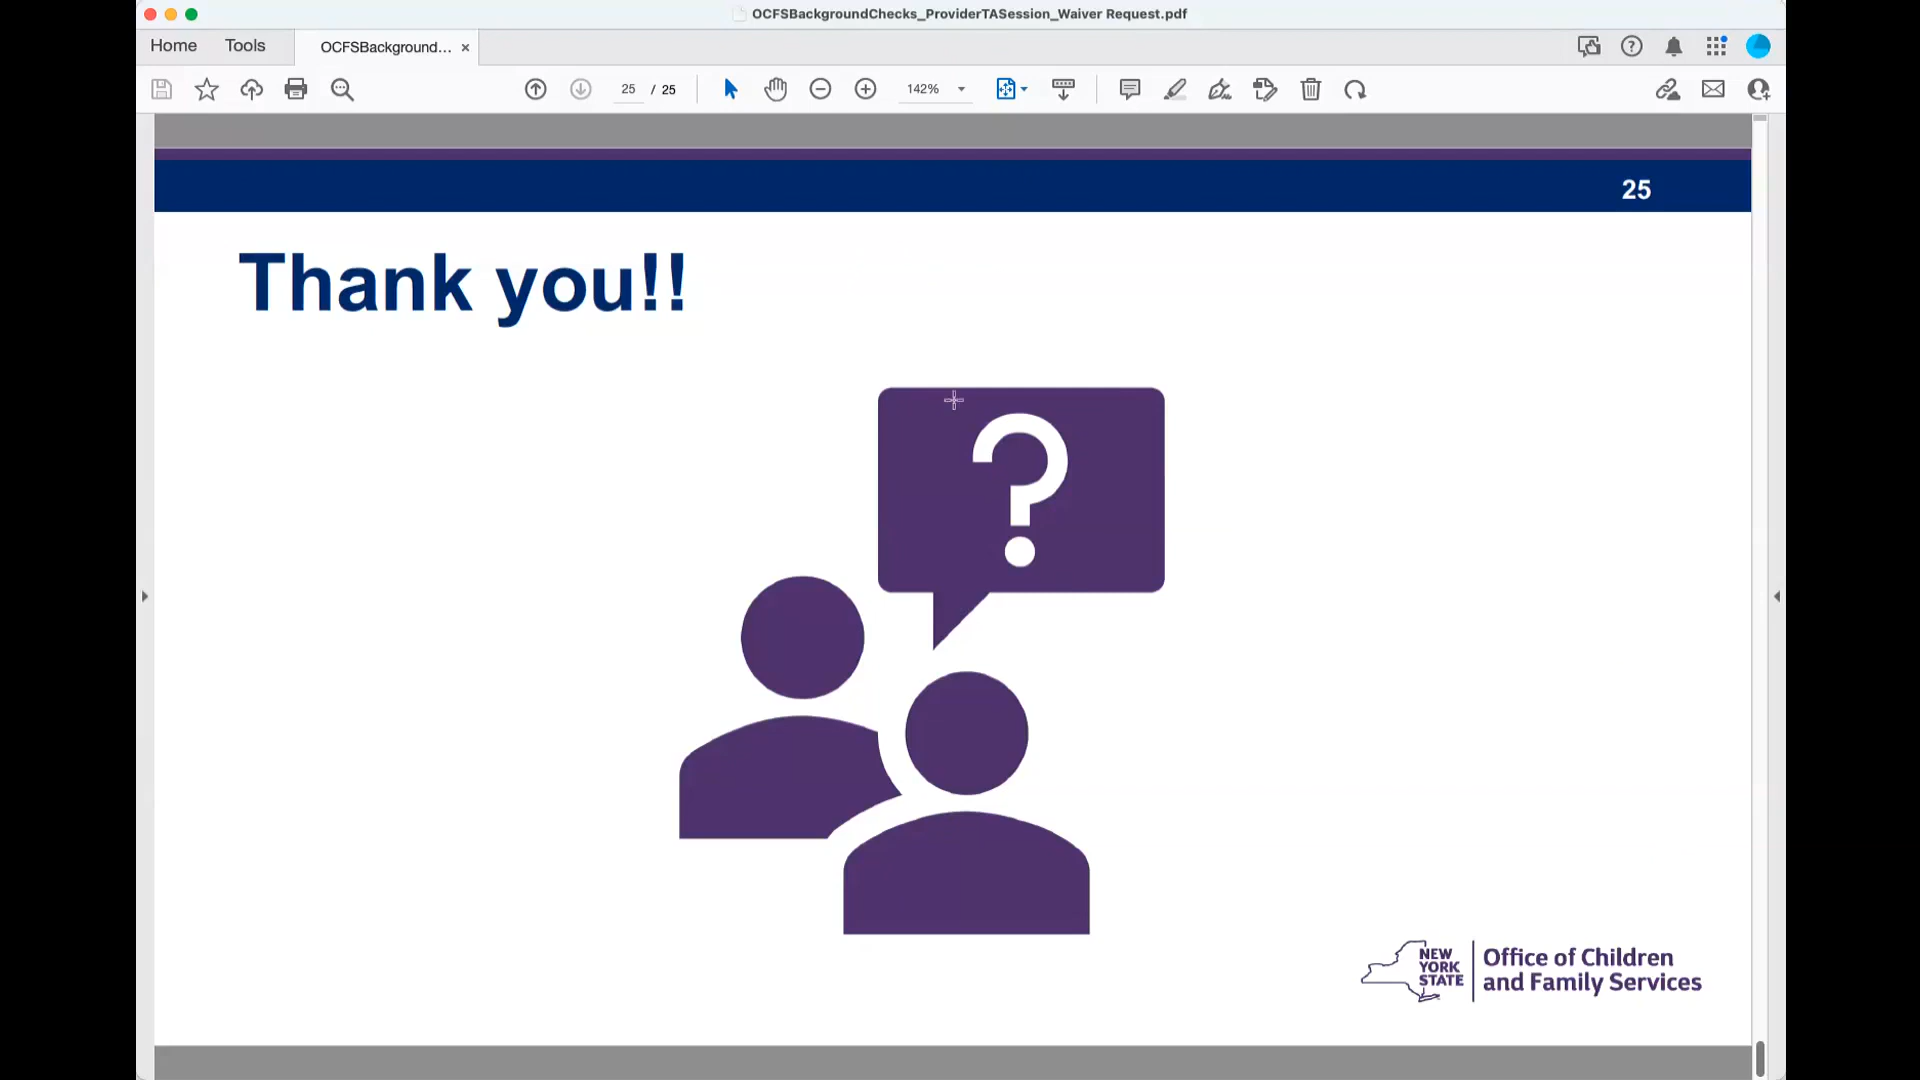 OCFSBackgroundChecks_ProviderTASession_Waiver Request.pdf
Home
Tools
OCFSBackground...
25 / 25
142%
25
Thank you!!
?
NEW
YORK
STATE
Office of Children
and Family Services